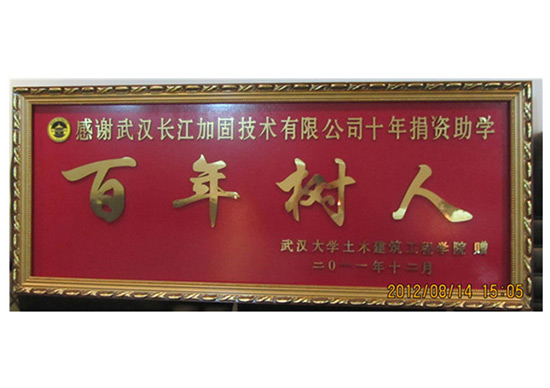 感谢武汉长江加固技术有限公司十年捐资助学
百年树人
武汉大学土木建筑工程学院 赠
二〇一一年十二月
2012/08/14 15:05